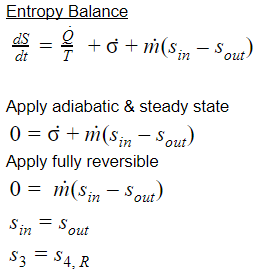 Entropy Balance
dS/dt = Q̇/T + σ̇ + ṁ(s_in − s_out)
Apply adiabatic & steady state
0 = σ̇ + ṁ(s_in − s_out)
Apply fully reversible
0 = ṁ(s_in − s_out)
s_in = s_out
s_3 = s_4, R